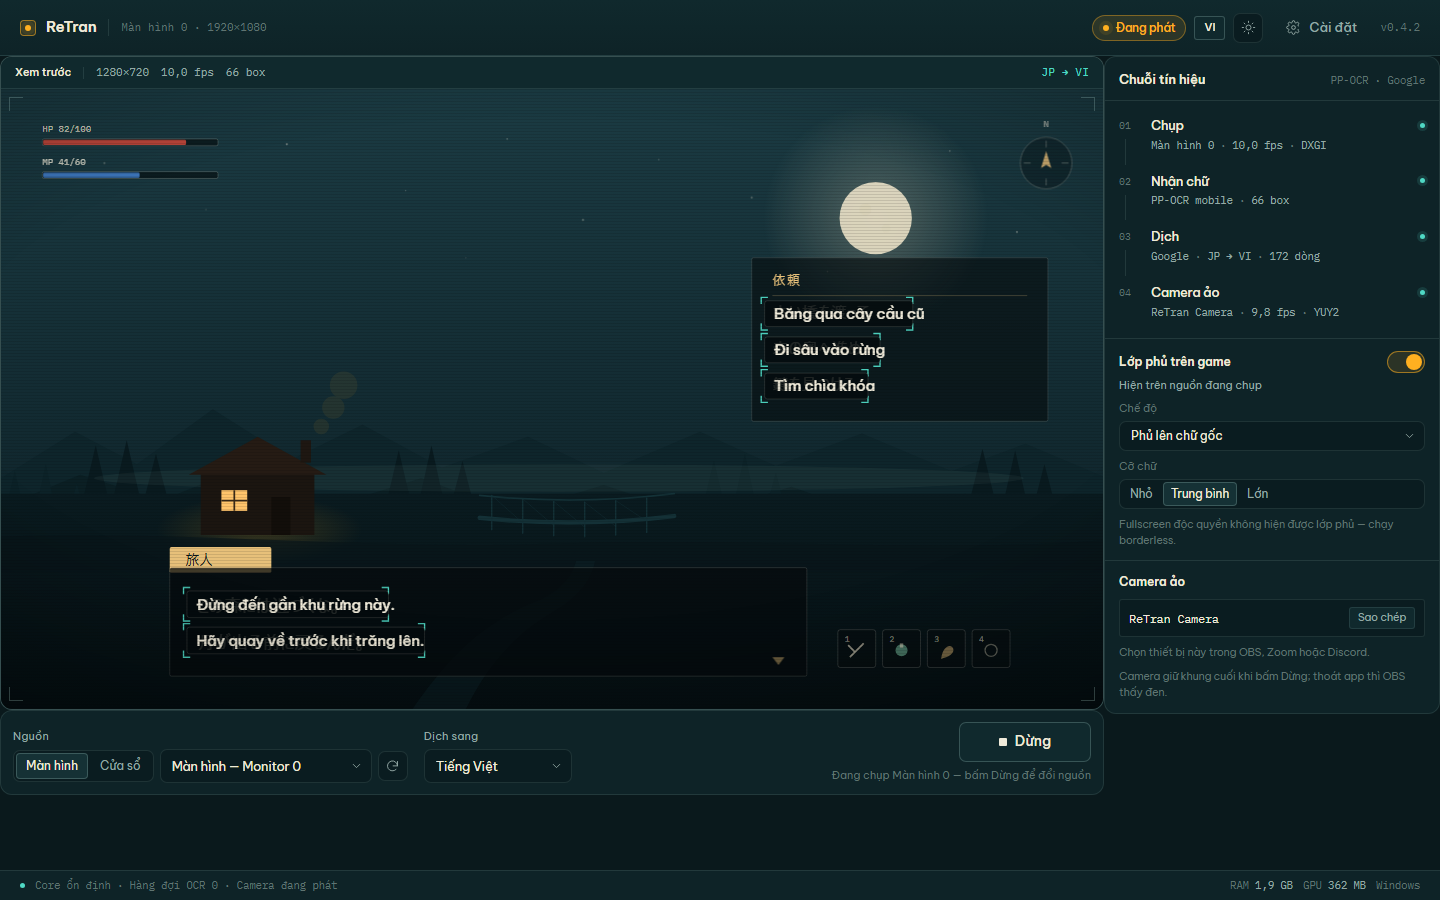 ReTran
Màn hình 0 · 1920×1080
Đang phát
VI
Cài đặt
v0.4.2
Xem trước
1280×720 10,0 fps 66 box
JP → VI
HP 82/100
MP 41/60
N
依頼
Băng qua cây cầu cũ
Đi sâu vào rừng
Tìm chìa khóa
旅人
Đừng đến gần khu rừng này.
Hãy quay về trước khi trăng lên.
1
2
3
4
Nguồn
Màn hình
Cửa sổ
Màn hình — Monitor 0
Dịch sang
Tiếng Việt
Dừng
Đang chụp Màn hình 0 — bấm Dừng để đổi nguồn
Chuỗi tín hiệu
PP-OCR · Google
01
Chụp
Màn hình 0 · 10,0 fps · DXGI
02
Nhận chữ
PP-OCR mobile · 66 box
03
Dịch
Google · JP → VI · 172 dòng
04
Camera ảo
ReTran Camera · 9,8 fps · YUY2
Lớp phủ trên game
Hiện trên nguồn đang chụp
Chế độ
Phủ lên chữ gốc
Cỡ chữ
Nhỏ
Trung bình
Lớn
Fullscreen độc quyền không hiện được lớp phủ — chạy
borderless.
Camera ảo
ReTran Camera
Sao chép
Chọn thiết bị này trong OBS, Zoom hoặc Discord.
Camera giữ khung cuối khi bấm Dừng; thoát app thì OBS
thấy đen.
Core ổn định · Hàng đợi OCR 0 · Camera đang phát
RAM 1,9 GB GPU 362 MB Windows